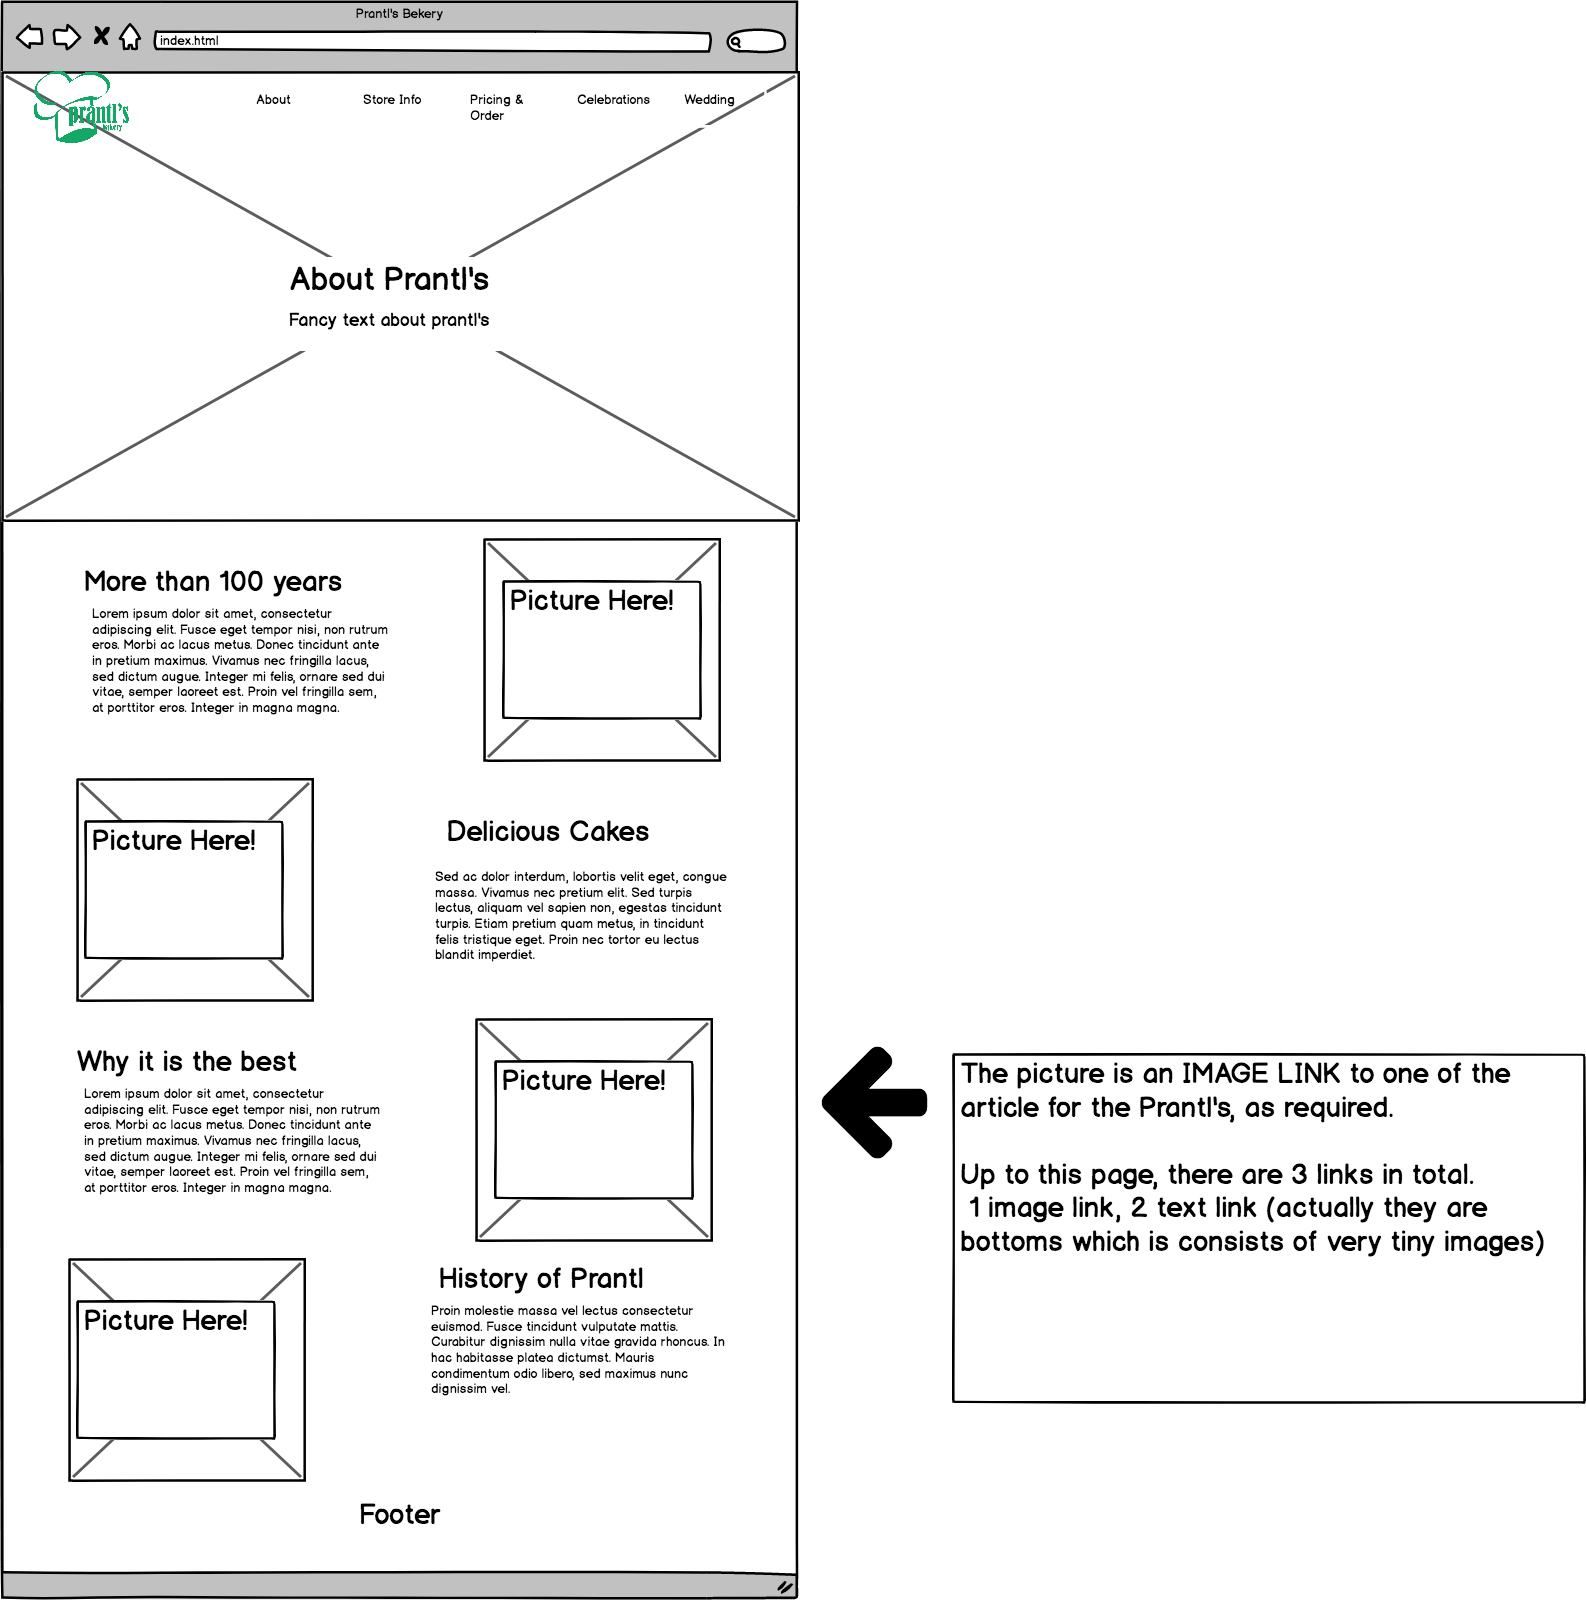 Prantl's Bekery
index.html
prantl's
bakery
About
Store Info
Pricing &
Order
Celebrations
Wedding
About Prantl's
Fancy text about prantl's
More than 100 years
Lorem ipsum dolor sit amet, consectetur
adipiscing elit. Fusce eget tempor nisi, non rutrum
eros. Morbi ac lacus metus. Donec tincidunt ante
in pretium maximus. Vivamus nec fringilla lacus,
sed dictum augue. Integer mi felis, ornare sed dui
vitae, semper laoreet est. Proin vel fringilla sem,
at porttitor eros. Integer in magna magna.
Picture Here!
Picture Here!
Delicious Cakes
Sed ac dolor interdum, lobortis velit eget, congue
massa. Vivamus nec pretium elit. Sed turpis
lectus, aliquam vel sapien non, egestas tincidunt
turpis. Etiam pretium quam metus, in tincidunt
felis tristique eget. Proin nec tortor eu lectus
blandit imperdiet.
Why it is the best
Lorem ipsum dolor sit amet, consectetur
adipiscing elit. Fusce eget tempor nisi, non rutrum
eros. Morbi ac lacus metus. Donec tincidunt ante
in pretium maximus. Vivamus nec fringilla lacus,
sed dictum augue. Integer mi felis, ornare sed dui
vitae, semper laoreet est. Proin vel fringilla sem,
at porttitor eros. Integer in magna magna.
Picture Here!
Picture Here!
History of Prantl
Proin molestie massa vel lectus consectetur
euismod. Fusce tincidunt vulputate mattis.
Curabitur dignissim nulla vitae gravida rhoncus. In
hac habitasse platea dictumst. Mauris
condimentum odio libero, sed maximus nunc
dignissim vel.
Footer
The picture is an IMAGE LINK to one of the
article for the Prantl's, as required.
Up to this page, there are 3 links in total.
1 image link, 2 text link (actually they are
bottoms which is consists of very tiny images)